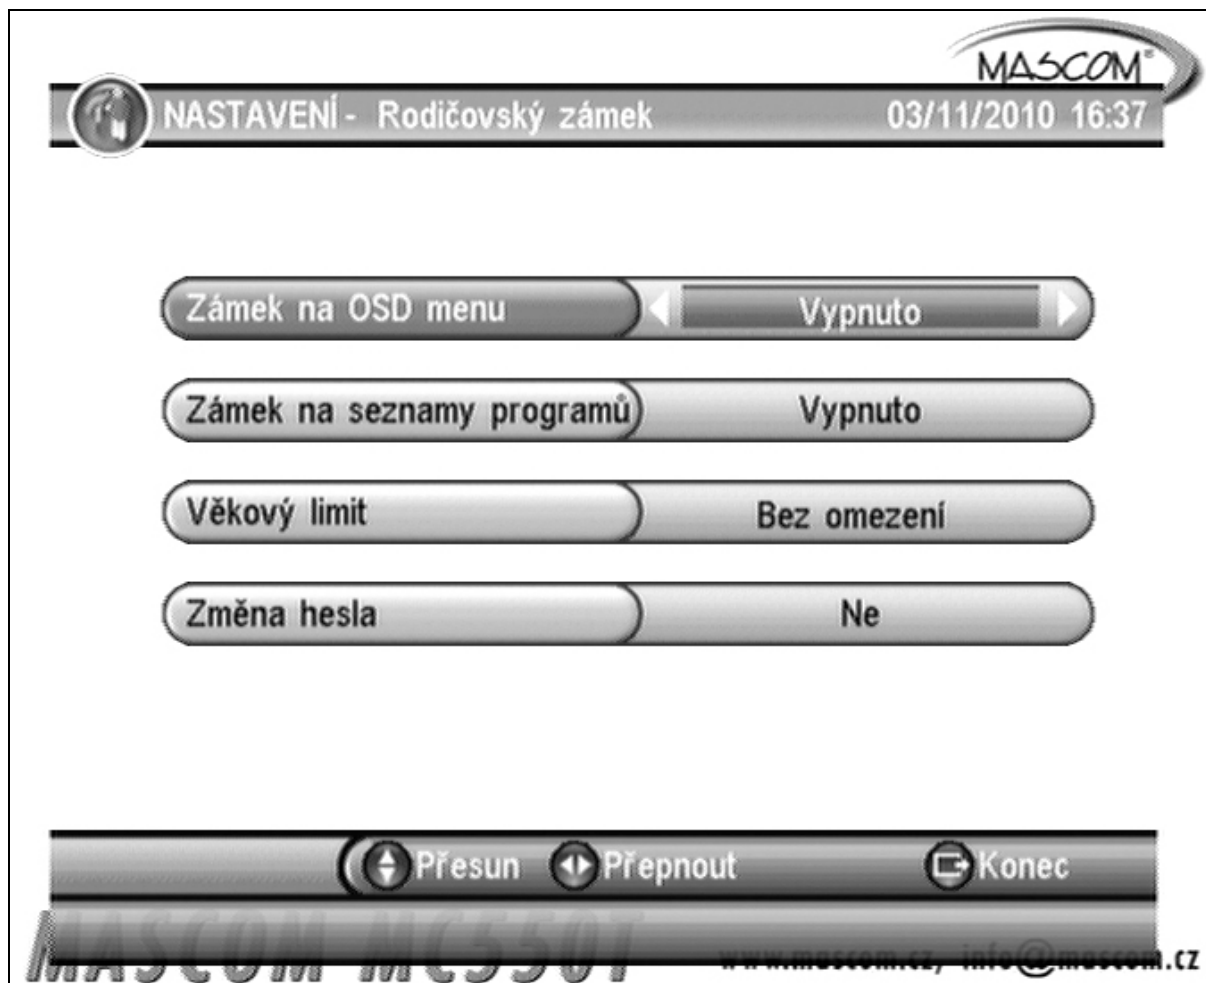 MASCOM®
NASTAVENÍ - Rodičovský zámek 03/11/2010 16:37
Zámek na OSD menu Vypnuto
Zámek na seznamy programů Vypnuto
Věkový limit Bez omezení
Změna hesla Ne
Přesun Přepnout Konec
MASCOM MC550T www.mascom.cz, info@mascom.cz